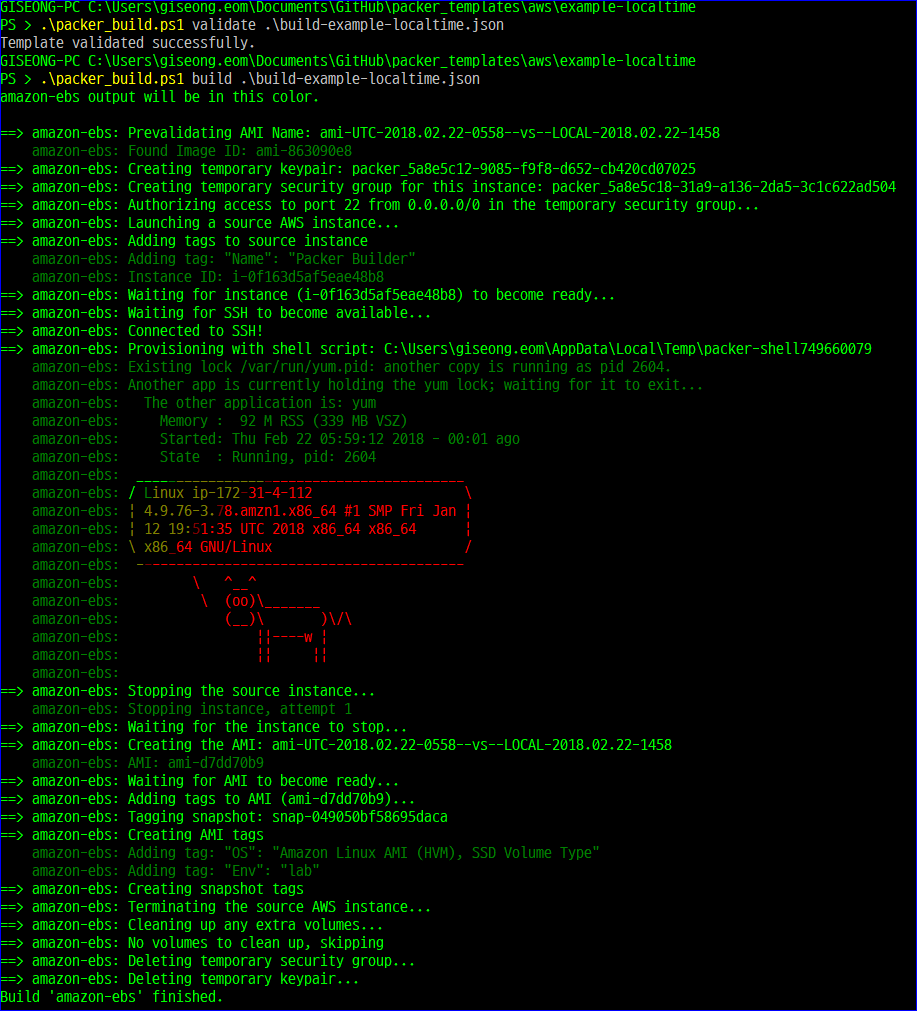 GISEONG-PC C:\Users\giseong.eom\Documents\GitHub\packer_templates\aws\example-localtime
PS > .\packer_build.ps1 validate .\build-example-localtime.json
Template validated successfully.
GISEONG-PC C:\Users\giseong.eom\Documents\GitHub\packer_templates\aws\example-localtime
PS > .\packer_build.ps1 build .\build-example-localtime.json
amazon-ebs output will be in this color.

==> amazon-ebs: Prevalidating AMI Name: ami-UTC-2018.02.22-0558--vs--LOCAL-2018.02.22-1458
    amazon-ebs: Found Image ID: ami-863090e8
==> amazon-ebs: Creating temporary keypair: packer_5a8e5c12-9085-f9f8-d652-cb420cd07025
==> amazon-ebs: Creating temporary security group for this instance: packer_5a8e5c18-31a9-a136-2da5-3c1c622ad504
==> amazon-ebs: Authorizing access to port 22 from 0.0.0.0/0 in the temporary security group...
==> amazon-ebs: Launching a source AWS instance...
==> amazon-ebs: Adding tags to source instance
    amazon-ebs: Adding tag: "Name": "Packer Builder"
    amazon-ebs: Instance ID: i-0f163d5af5eae48b8
==> amazon-ebs: Waiting for instance (i-0f163d5af5eae48b8) to become ready...
==> amazon-ebs: Waiting for SSH to become available...
==> amazon-ebs: Connected to SSH!
==> amazon-ebs: Provisioning with shell script: C:\Users\giseong.eom\AppData\Local\Temp\packer-shell749660079
    amazon-ebs: Existing lock /var/run/yum.pid: another copy is running as pid 2604.
    amazon-ebs: Another app is currently holding the yum lock; waiting for it to exit...
    amazon-ebs:   The other application is: yum
    amazon-ebs:     Memory :  92 M RSS (339 MB VSZ)
    amazon-ebs:     Started: Thu Feb 22 05:59:12 2018 - 00:01 ago
    amazon-ebs:     State  : Running, pid: 2604
    amazon-ebs:  _________________________________________
    amazon-ebs: / Linux ip-172-31-4-112                   \
    amazon-ebs: | 4.9.76-3.78.amzn1.x86_64 #1 SMP Fri Jan |
    amazon-ebs: | 12 19:51:35 UTC 2018 x86_64 x86_64      |
    amazon-ebs: \ x86_64 GNU/Linux                        /
    amazon-ebs:  -----------------------------------------
    amazon-ebs:         \   ^__^
    amazon-ebs:          \  (oo)\_______
    amazon-ebs:             (__)\       )\/\
    amazon-ebs:                 ||----w |
    amazon-ebs:                 ||     ||
    amazon-ebs:
==> amazon-ebs: Stopping the source instance...
    amazon-ebs: Stopping instance, attempt 1
==> amazon-ebs: Waiting for the instance to stop...
==> amazon-ebs: Creating the AMI: ami-UTC-2018.02.22-0558--vs--LOCAL-2018.02.22-1458
    amazon-ebs: AMI: ami-d7dd70b9
==> amazon-ebs: Waiting for AMI to become ready...
==> amazon-ebs: Adding tags to AMI (ami-d7dd70b9)...
==> amazon-ebs: Tagging snapshot: snap-049050bf58695daca
==> amazon-ebs: Creating AMI tags
    amazon-ebs: Adding tag: "OS": "Amazon Linux AMI (HVM), SSD Volume Type"
    amazon-ebs: Adding tag: "Env": "lab"
==> amazon-ebs: Creating snapshot tags
==> amazon-ebs: Terminating the source AWS instance...
==> amazon-ebs: Cleaning up any extra volumes...
==> amazon-ebs: No volumes to clean up, skipping
==> amazon-ebs: Deleting temporary security group...
==> amazon-ebs: Deleting temporary keypair...
Build 'amazon-ebs' finished.